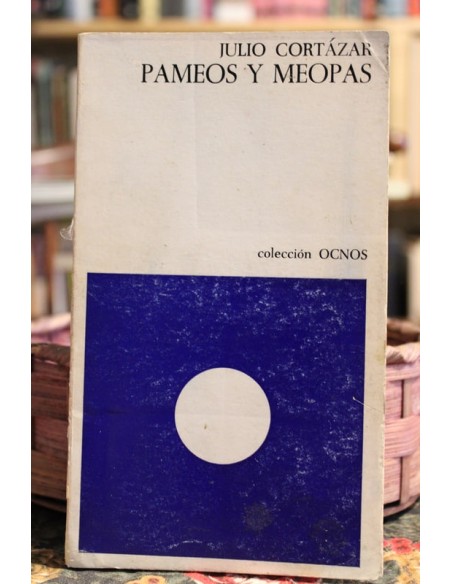 JULIO CORTÁZAR
PAMEOS Y MEOPAS
colección OCNOS